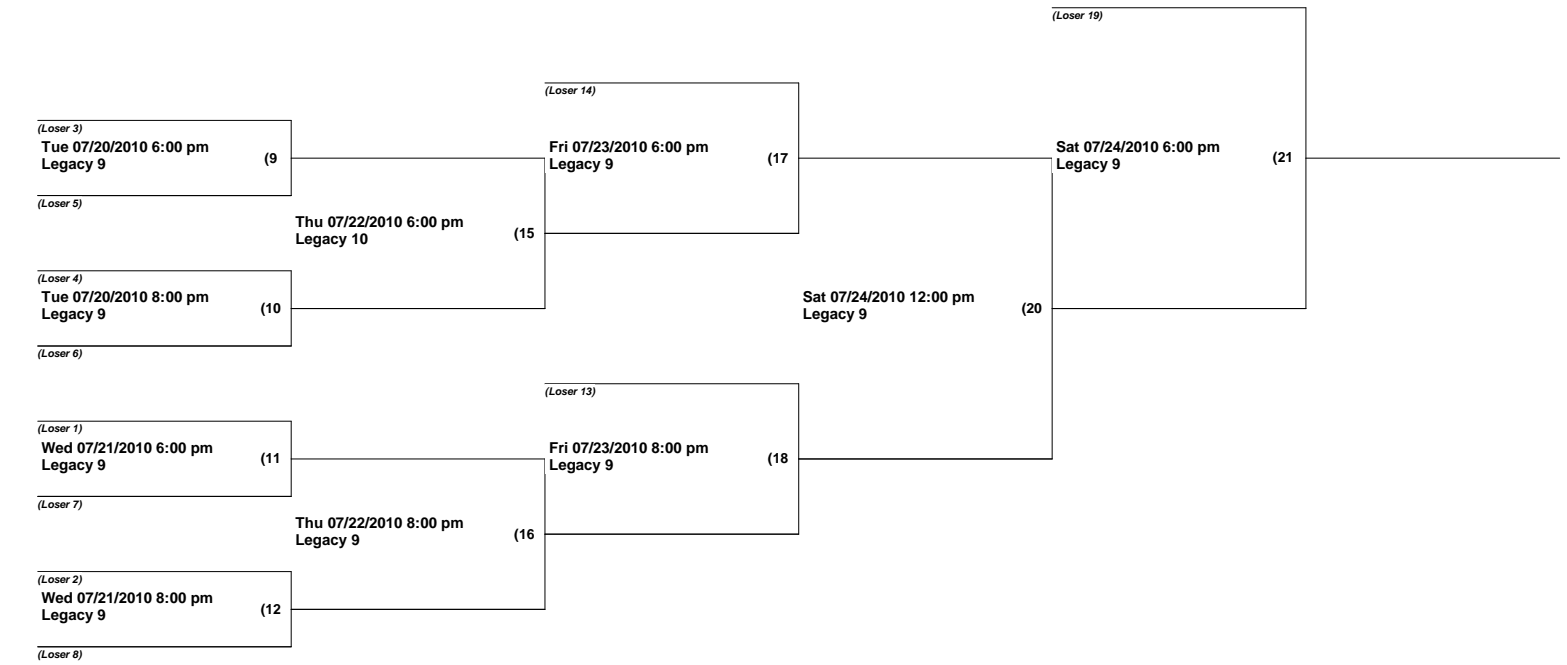 (Loser 19)
(Loser 14)
(Loser 3)
Tue 07/20/2010 6:00 pm
Legacy 9
(9
Fri 07/23/2010 6:00 pm
Legacy 9
(17
Sat 07/24/2010 6:00 pm
Legacy 9
(21
(Loser 5)
Thu 07/22/2010 6:00 pm
Legacy 10
(15
(Loser 4)
Tue 07/20/2010 8:00 pm
Legacy 9
(10
Sat 07/24/2010 12:00 pm
Legacy 9
(20
(Loser 6)
(Loser 13)
(Loser 1)
Wed 07/21/2010 6:00 pm
Legacy 9
(11
Fri 07/23/2010 8:00 pm
Legacy 9
(18
(Loser 7)
Thu 07/22/2010 8:00 pm
Legacy 9
(16
(Loser 2)
Wed 07/21/2010 8:00 pm
Legacy 9
(12
(Loser 8)